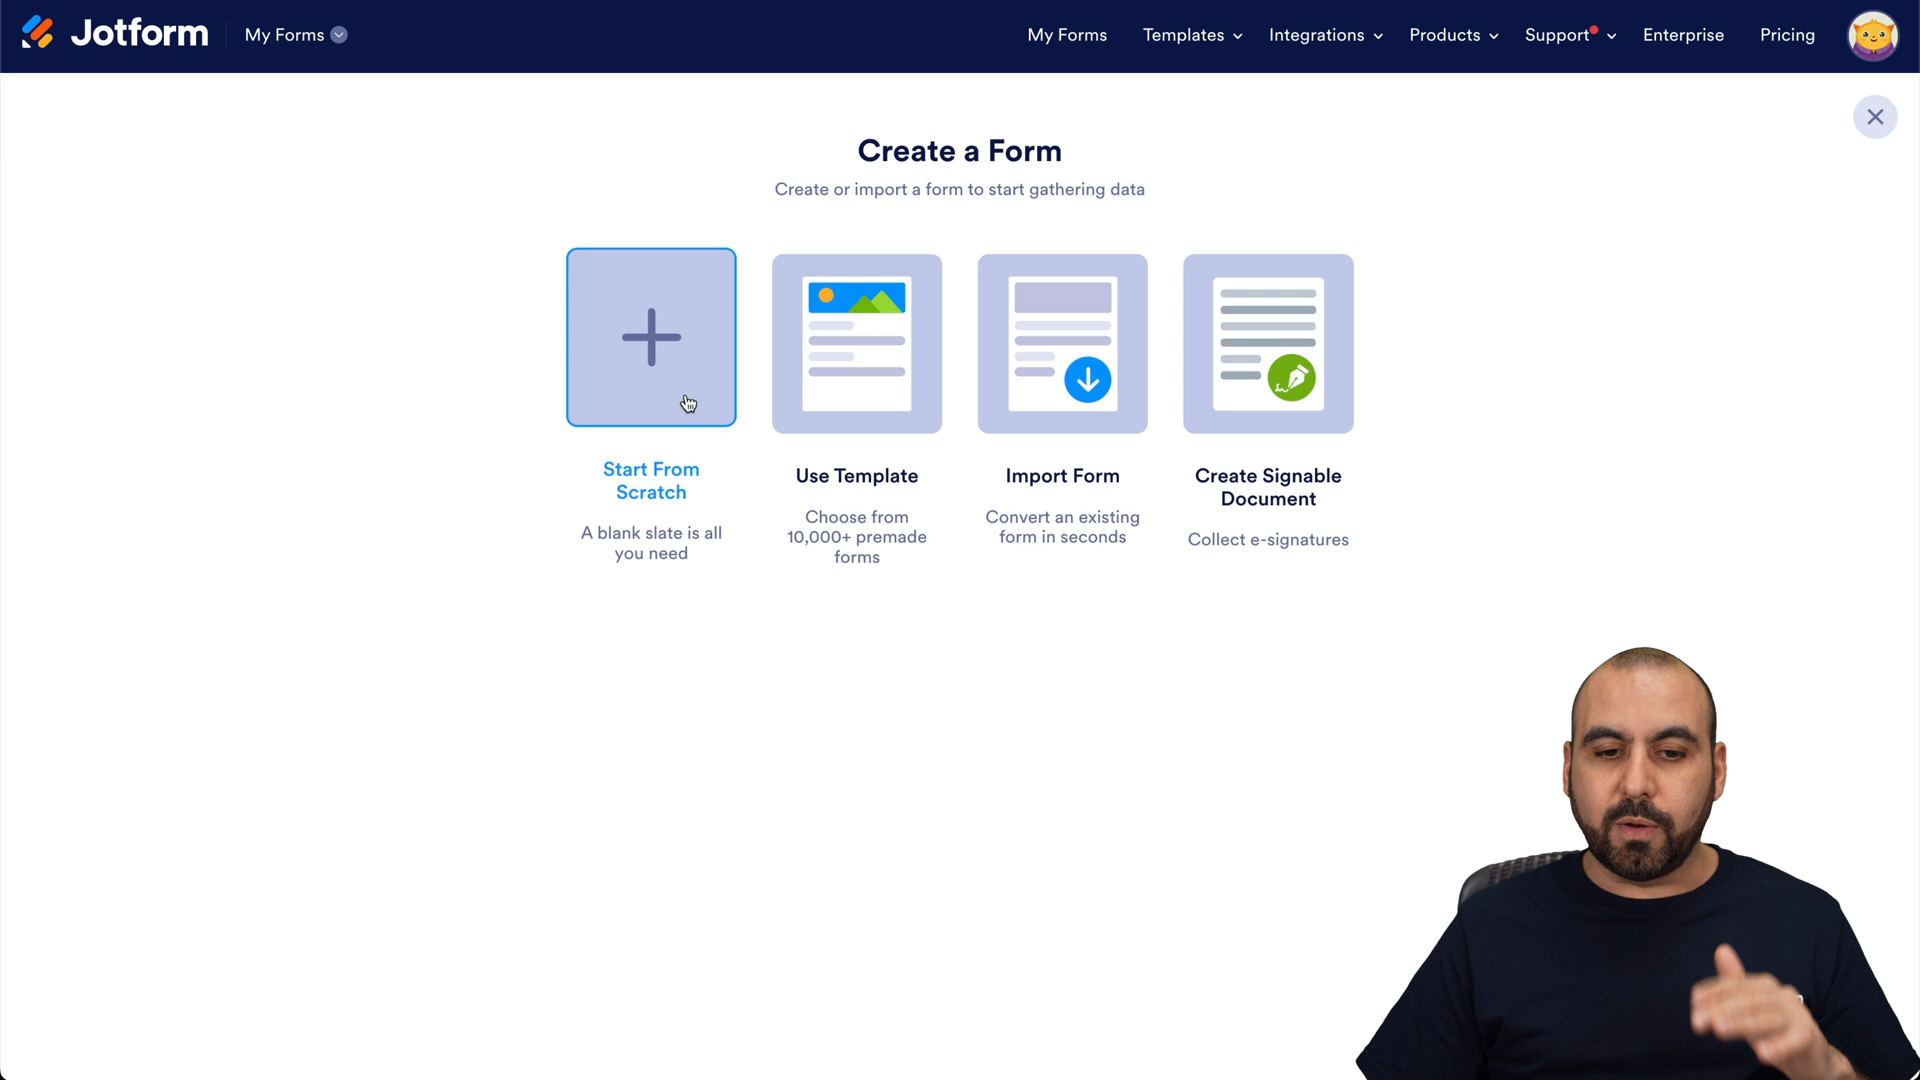 Jotform
My Forms
My Forms
Templates
Integrations
Products
Support
Enterprise
Pricing
Create a Form
Create or import a form to start gathering data
Start From
Scratch
A blank slate is all
you need
Use Template
Choose from
10,000+ premade
forms
Import Form
Convert an existing
form in seconds
Create Signable
Document
Collect e-signatures